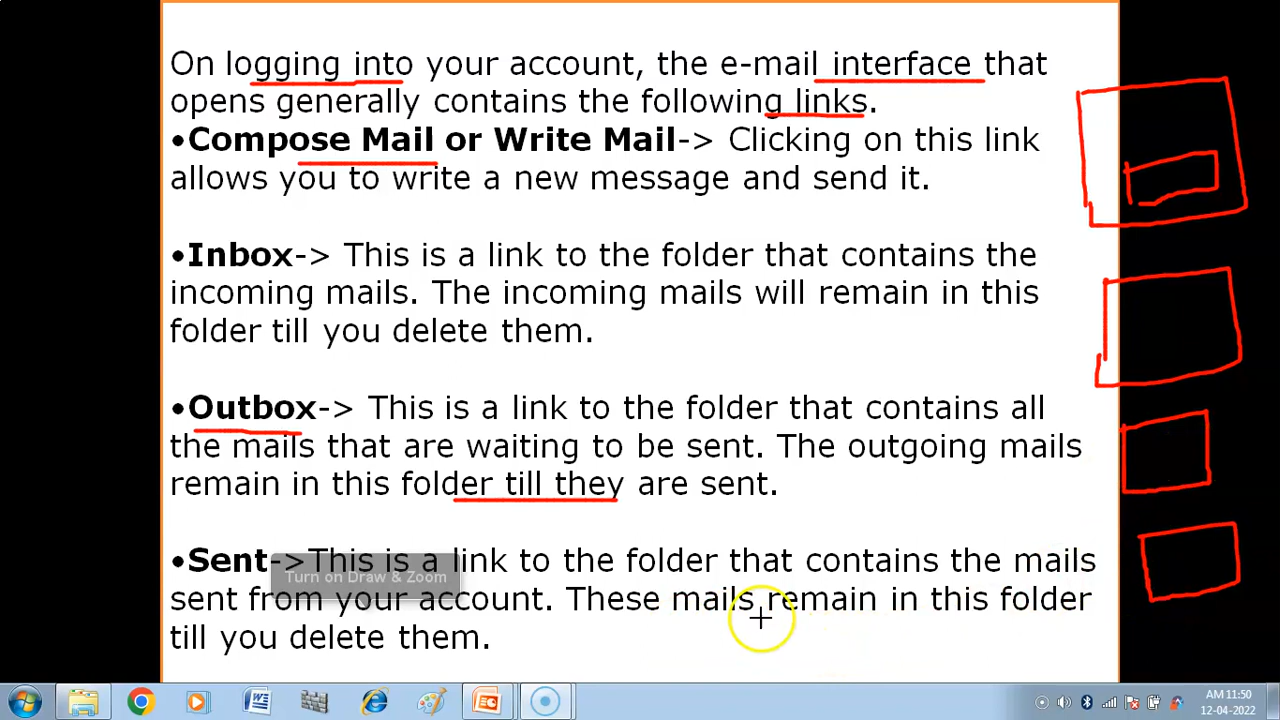 On logging into your account, the e-mail interface that
opens generally contains the following links.
•Compose Mail or Write Mail-> Clicking on this link
allows you to write a new message and send it.
•Inbox-> This is a link to the folder that contains the
incoming mails. The incoming mails will remain in this
folder till you delete them.
•Outbox-> This is a link to the folder that contains all
the mails that are waiting to be sent. The outgoing mails
remain in this folder till they are sent.
•Sent->This is a link to the folder that contains the mails
Turn on Draw & Zoom
sent from your account. These mails remain in this folder
till you delete them.
AM 11:50
12-04-2022